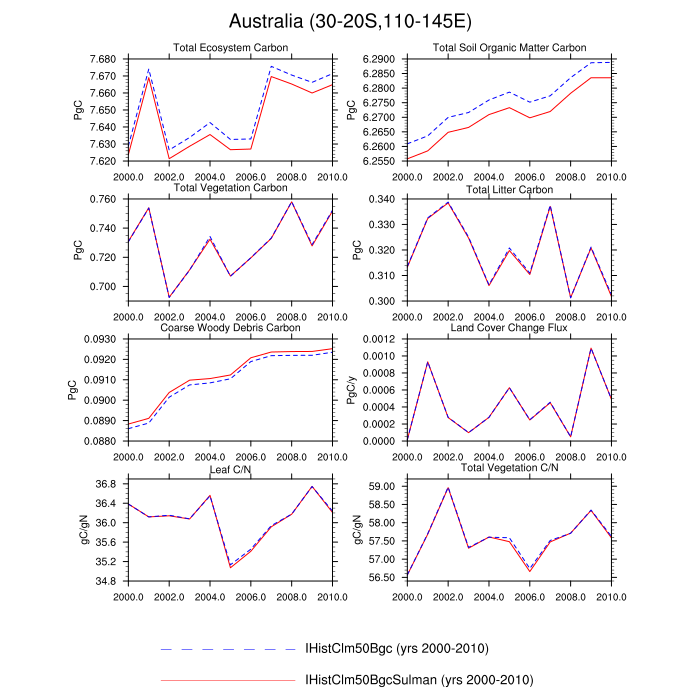 Australia (30-20S,110-145E)
Total Ecosystem Carbon
Total Soil Organic Matter Carbon
PgC
7.680
7.670
7.660
7.650
7.640
7.630
7.620
2000.0 2002.0 2004.0 2006.0 2008.0 2010.0
PgC
6.2900
6.2850
6.2800
6.2750
6.2700
6.2650
6.2600
6.2550
2000.0 2002.0 2004.0 2006.0 2008.0 2010.0
Total Vegetation Carbon
Total Litter Carbon
PgC
0.760
0.740
0.720
0.700
2000.0 2002.0 2004.0 2006.0 2008.0 2010.0
PgC
0.340
0.330
0.320
0.310
0.300
2000.0 2002.0 2004.0 2006.0 2008.0 2010.0
Coarse Woody Debris Carbon
Land Cover Change Flux
PgC
0.0930
0.0920
0.0910
0.0900
0.0890
0.0880
2000.0 2002.0 2004.0 2006.0 2008.0 2010.0
PgC/y
0.0012
0.0010
0.0008
0.0006
0.0004
0.0002
0.0000
2000.0 2002.0 2004.0 2006.0 2008.0 2010.0
Leaf C/N
Total Vegetation C/N
gC/gN
36.8
36.4
36.0
35.6
35.2
34.8
2000.0 2002.0 2004.0 2006.0 2008.0 2010.0
gC/gN
59.00
58.50
58.00
57.50
57.00
56.50
2000.0 2002.0 2004.0 2006.0 2008.0 2010.0
IHistClm50Bgc (yrs 2000-2010)
IHistClm50BgcSulman (yrs 2000-2010)